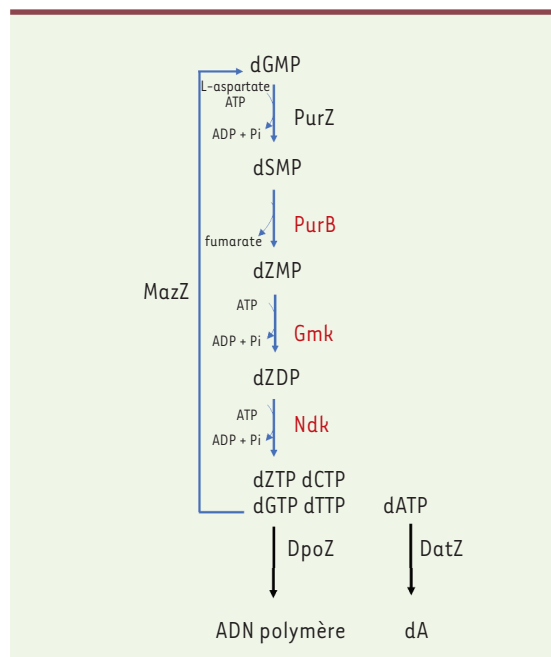 dGMP
L-aspartate
ATP
PurZ
ADP + Pi
dSMP
PurB
fumarate
dZMP
MazZ
ATP
Gmk
ADP + Pi
dZDP
ATP
Ndk
ADP + Pi
dZTP dCTP
dGTP dTTP dATP
DpoZ DatZ
ADN polymère dA